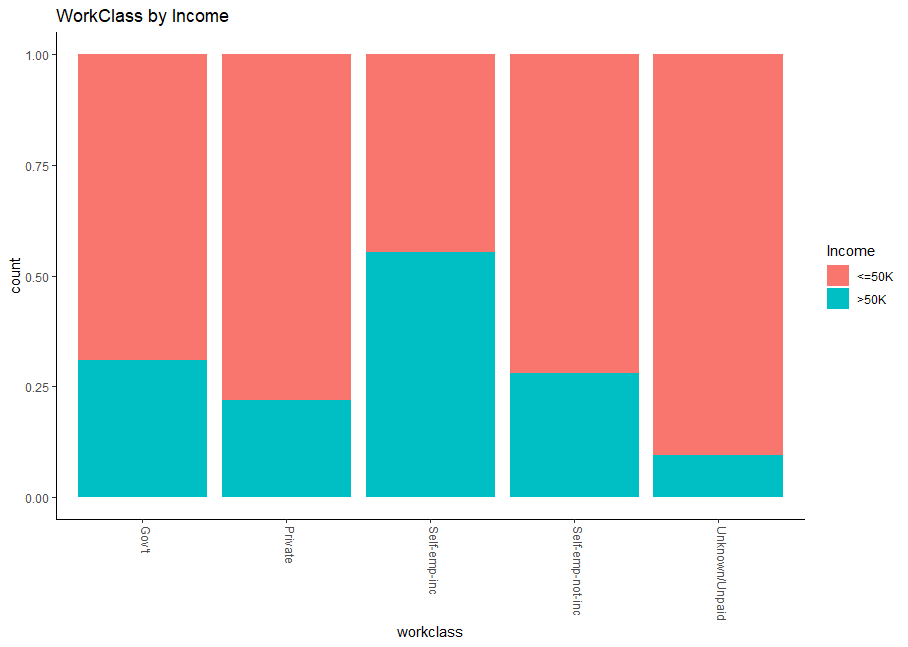 WorkClass by Income
1.00
0.75
0.50
0.25
0.00
count
Gov't
Private
Self-emp-inc
Self-emp-not-inc
Unknown/Unpaid
workclass
Income
<=50K
>50K